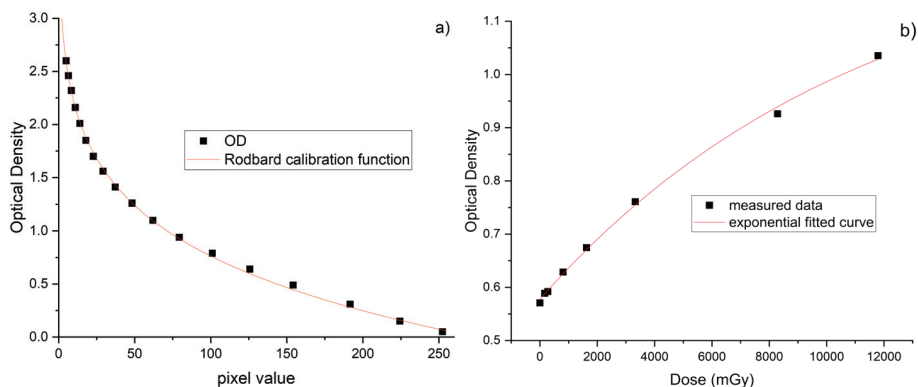 a)
3.0
2.5
2.0
1.5
1.0
0.5
0.0
Optical Density
OD
Rodbard calibration function
0 50 100 150 200 250
pixel value
b)
1.1
1.0
0.9
0.8
0.7
0.6
0.5
Optical Density
measured data
exponential fitted curve
0 2000 4000 6000 8000 10000 12000
Dose (mGy)